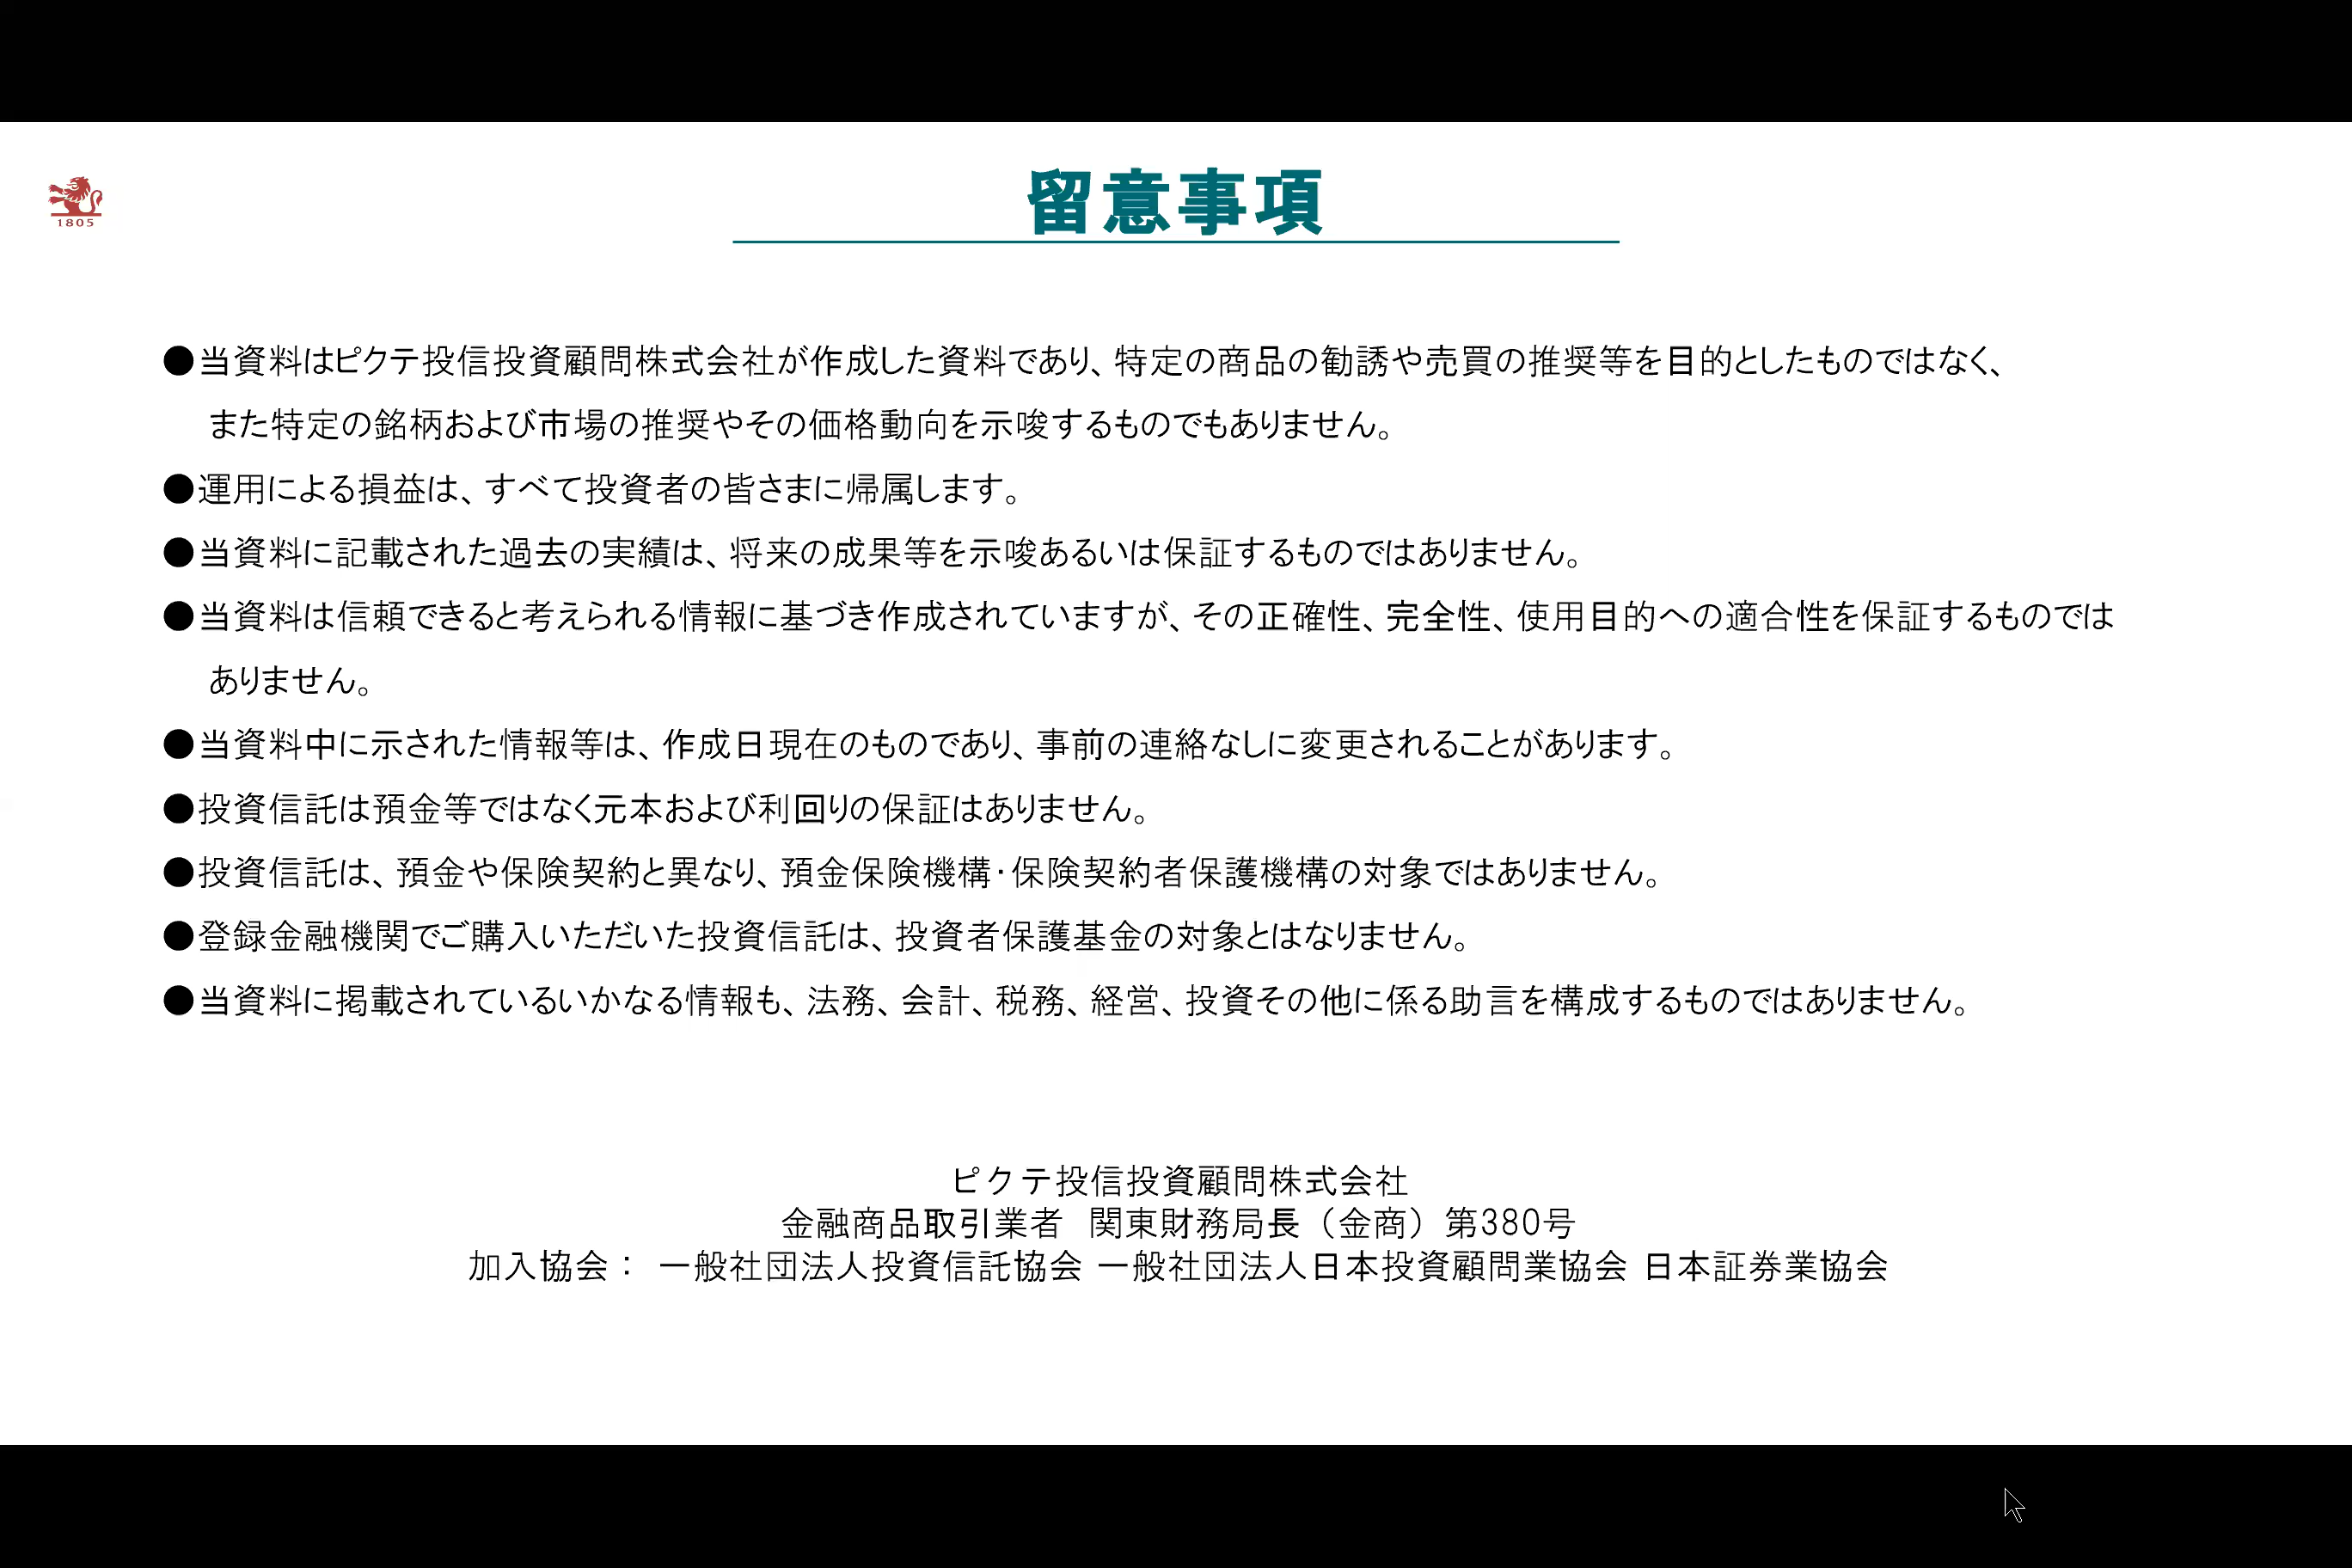 留意事項
1805
●当資料はピクテ投信投資顧問株式会社が作成した資料であり、特定の商品の勧誘や売買の推奨等を目的としたものではなく、
また特定の銘柄および市場の推奨やその価格動向を示唆するものでもありません。
●運用による損益は、すべて投資者の皆さまに帰属します。
●当資料に記載された過去の実績は、将来の成果等を示唆あるいは保証するものではありません。
●当資料は信頼できると考えられる情報に基づき作成されていますが、その正確性、完全性、使用目的への適合性を保証するものでは
ありません。
●当資料中に示された情報等は、作成日現在のものであり、事前の連絡なしに変更されることがあります。
●投資信託は預金等ではなく元本および利回りの保証はありません。
●投資信託は、預金や保険契約と異なり、預金保険機構･保険契約者保護機構の対象ではありません。
●登録金融機関でご購入いただいた投資信託は、投資者保護基金の対象とはなりません。
●当資料に掲載されているいかなる情報も、法務、会計、税務、経営、投資その他に係る助言を構成するものではありません。
ピクテ投信投資顧問株式会社
金融商品取引業者　関東財務局長（金商）第380号
加入協会： 一般社団法人投資信託協会 一般社団法人日本投資顧問業協会 日本証券業協会